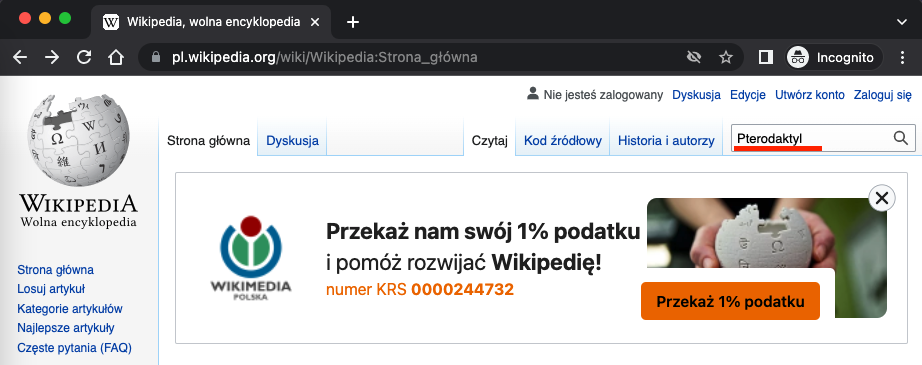 Wikipedia, wolna encyklopedia
pl.wikipedia.org/wiki/Wikipedia:Strona_główna
Incognito
Nie jesteś zalogowany Dyskusja Edycje Utwórz konto Zaloguj się
Strona główna Dyskusja Czytaj Kod źródłowy Historia i autorzy Pterodaktyl
WIKIPEDIA
Wolna encyklopedia
Przekaż nam swój 1% podatku
i pomóż rozwijać Wikipedię!
numer KRS 0000244732
WIKIMEDIA
POLSKA
Przekaż 1% podatku
Strona główna
Losuj artykuł
Kategorie artykułów
Najlepsze artykuły
Częste pytania (FAQ)